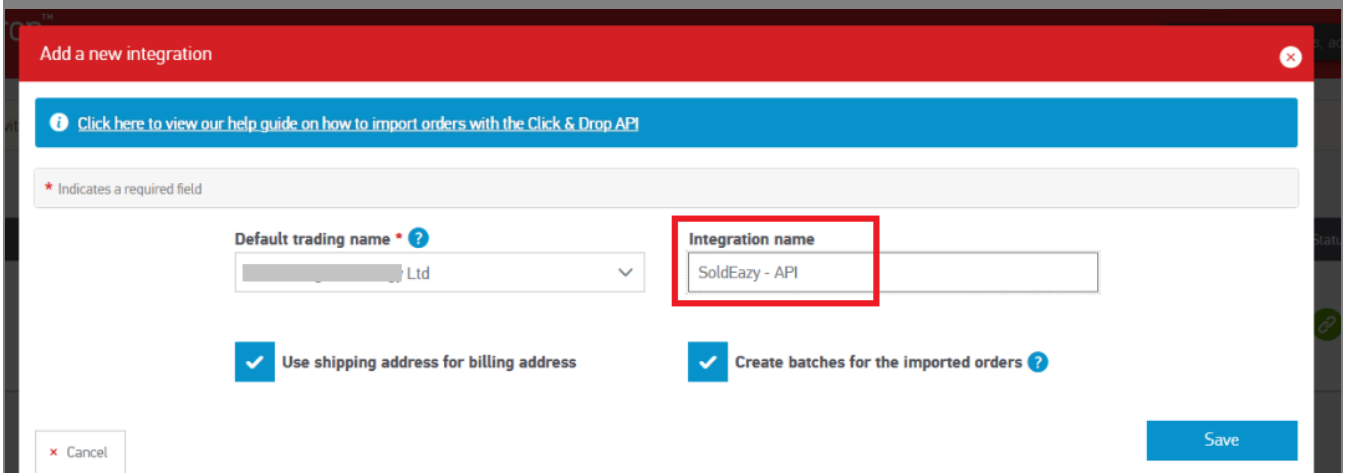 Add a new integration
Click here to view our help guide on how to import orders with the Click & Drop API
* Indicates a required field
Default trading name * ?
Integration name
Ltd
SoldEazy - API
Use shipping address for billing address
Create batches for the imported orders ?
× Cancel
Save